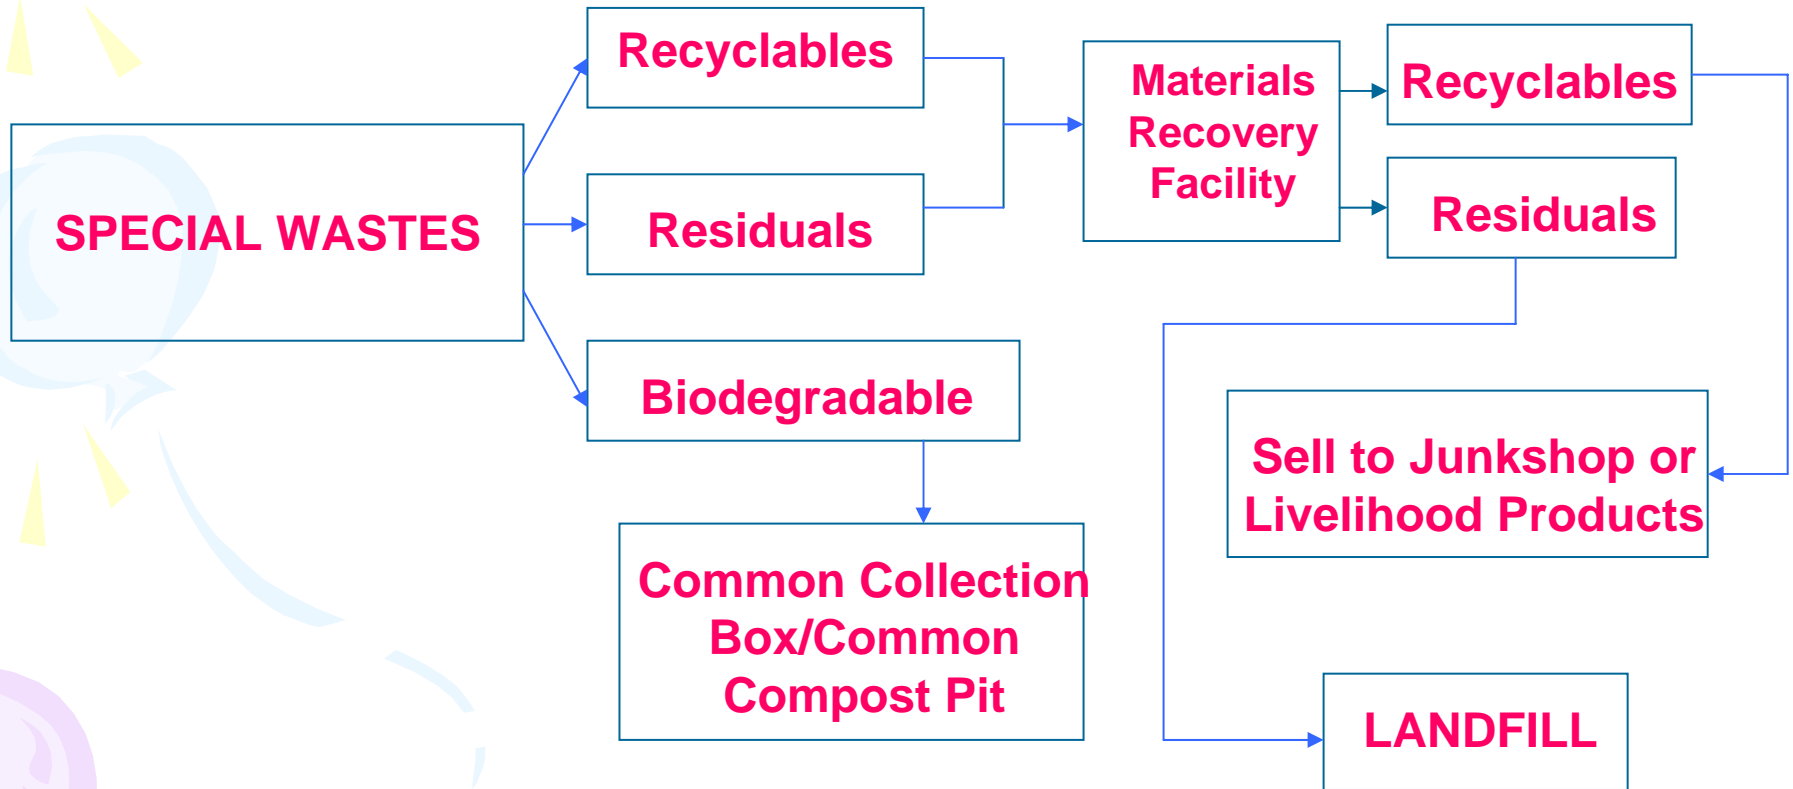 SPECIAL WASTES
Recyclables
Residuals
Biodegradable
Common Collection
Box/Common
Compost Pit
Materials
Recovery
Facility
Recyclables
Residuals
Sell to Junkshop or
Livelihood Products
LANDFILL